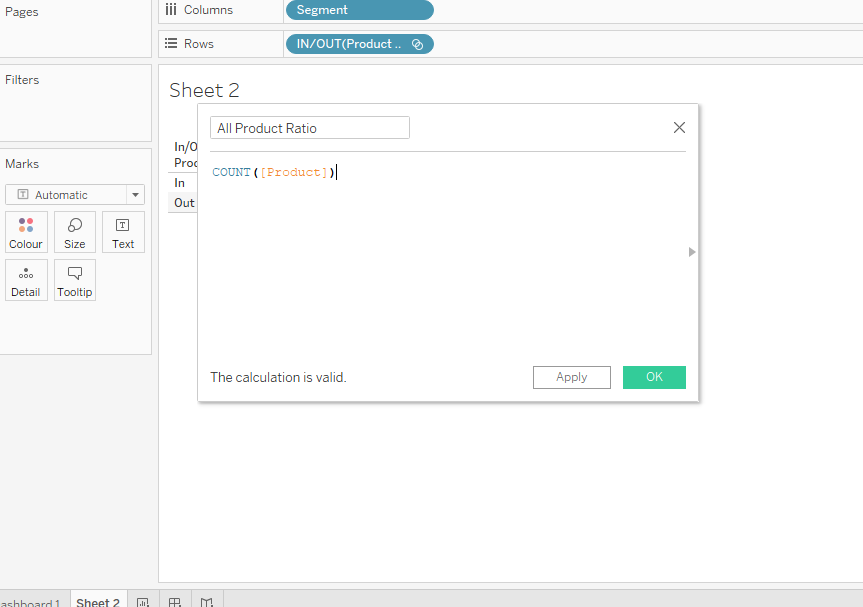 Pages
Columns
Segment
Rows
IN/OUT(Product ..
Filters
Sheet 2
All Product Ratio
In/O
Proc
COUNT([Product])
Marks
In
Automatic
Out
Colour
Size
Text
Detail
Tooltip
The calculation is valid.
Apply
OK
ashboard 1
Sheet 2